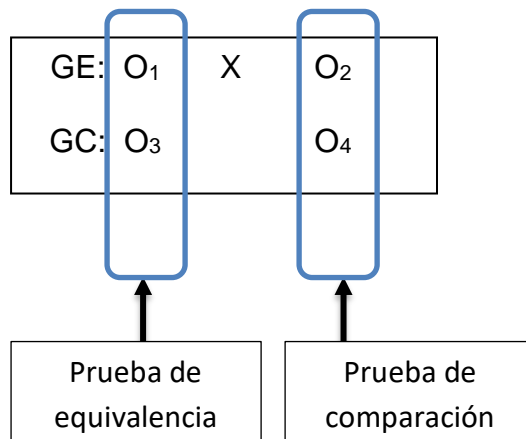 GE: O₁ X O₂
GC: O₃ O₄
Prueba de
equivalencia
Prueba de
comparación